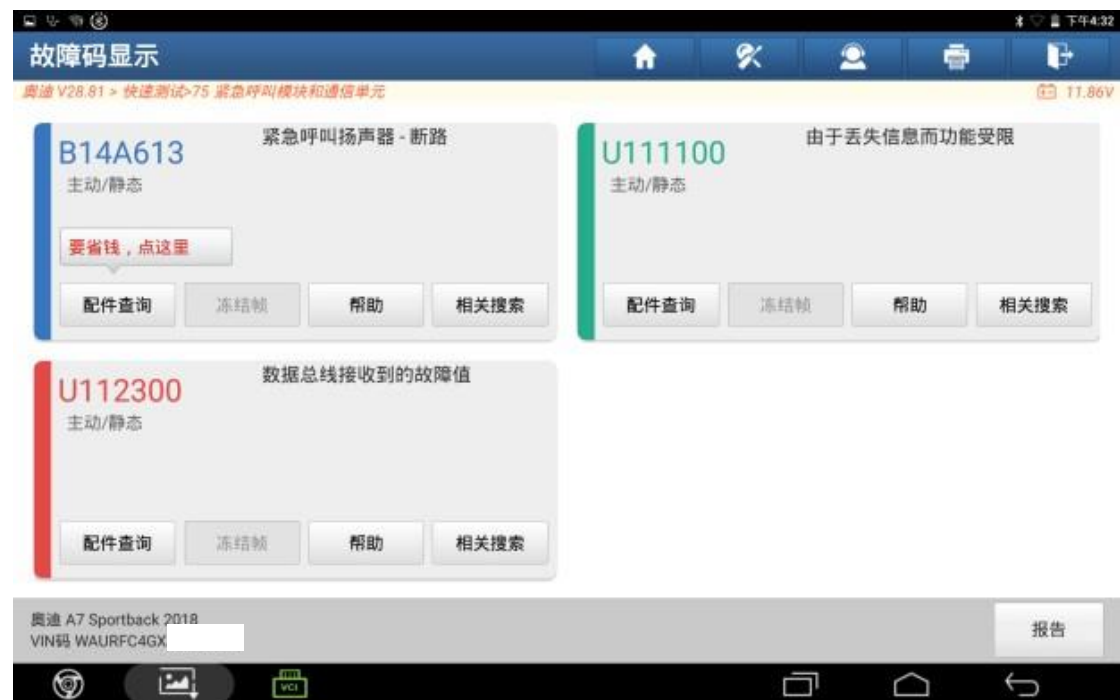 下午4:32
故障码显示
奥迪 V28.81 > 快速测试>75 紧急呼叫模块和通信单元
11.86V
B14A613
紧急呼叫扬声器 - 断路
主动/静态
要省钱，点这里
配件查询
冻结帧
帮助
相关搜索
U111100
由于丢失信息而功能受限
主动/静态
配件查询
冻结帧
帮助
相关搜索
U112300
数据总线接收到的故障值
主动/静态
配件查询
冻结帧
帮助
相关搜索
奥迪 A7 Sportback 2018
VIN码 WAURFC4GX
报告
VCI